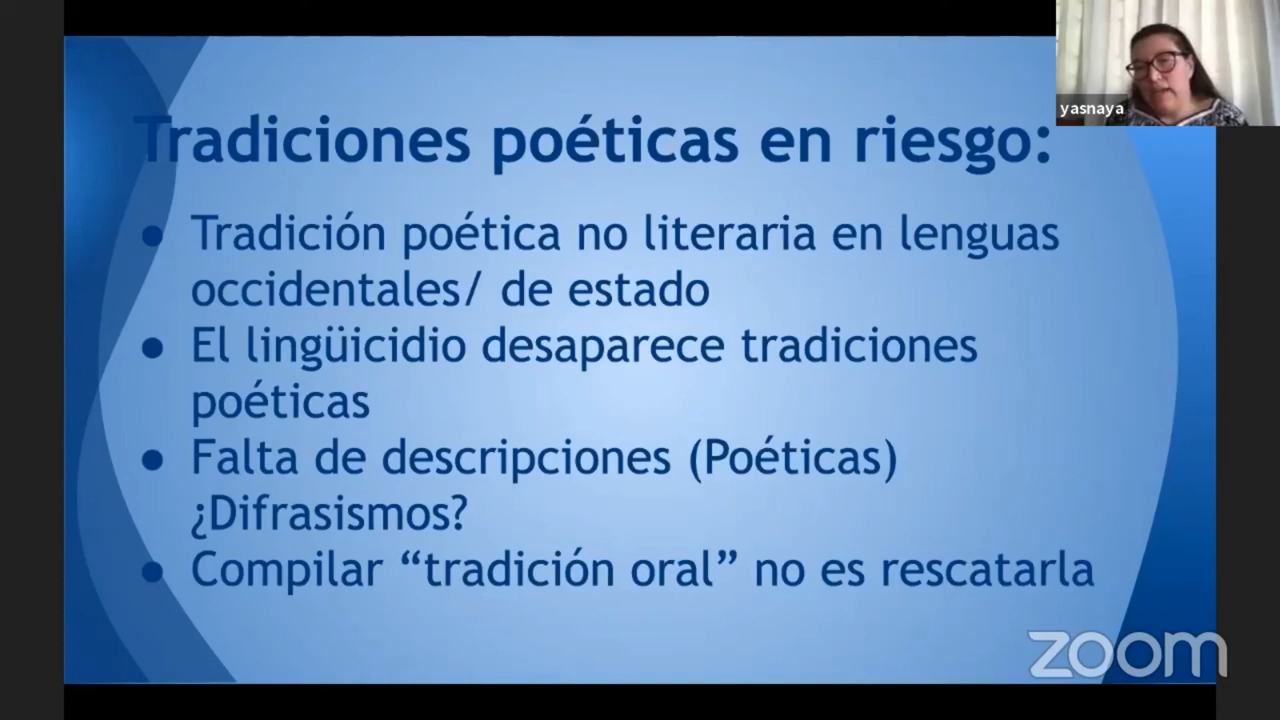 yasnaya
Tradiciones poéticas en riesgo:
● Tradición poética no literaria en lenguas
occidentales/ de estado
● El lingüicidio desaparece tradiciones
poéticas
● Falta de descripciones (Poéticas)
¿Difrasismos?
● Compilar “tradición oral” no es rescatarla
zoom